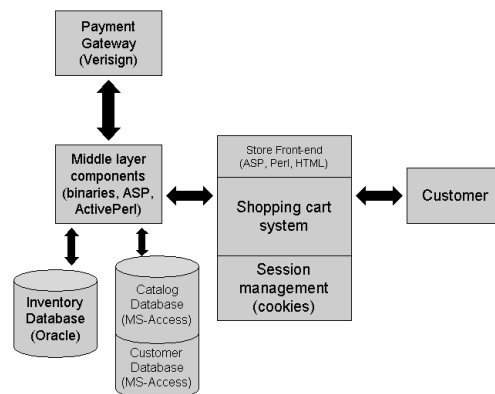 Payment
Gateway
(Verisign)
Middle layer
components
(binaries, ASP,
ActivePerl)
Store Front-end
(ASP, Perl, HTML)
Shopping cart
system
Session
management
(cookies)
Customer
Inventory
Database
(Oracle)
Catalog
Database
(MS-Access)
Customer
Database
(MS-Access)